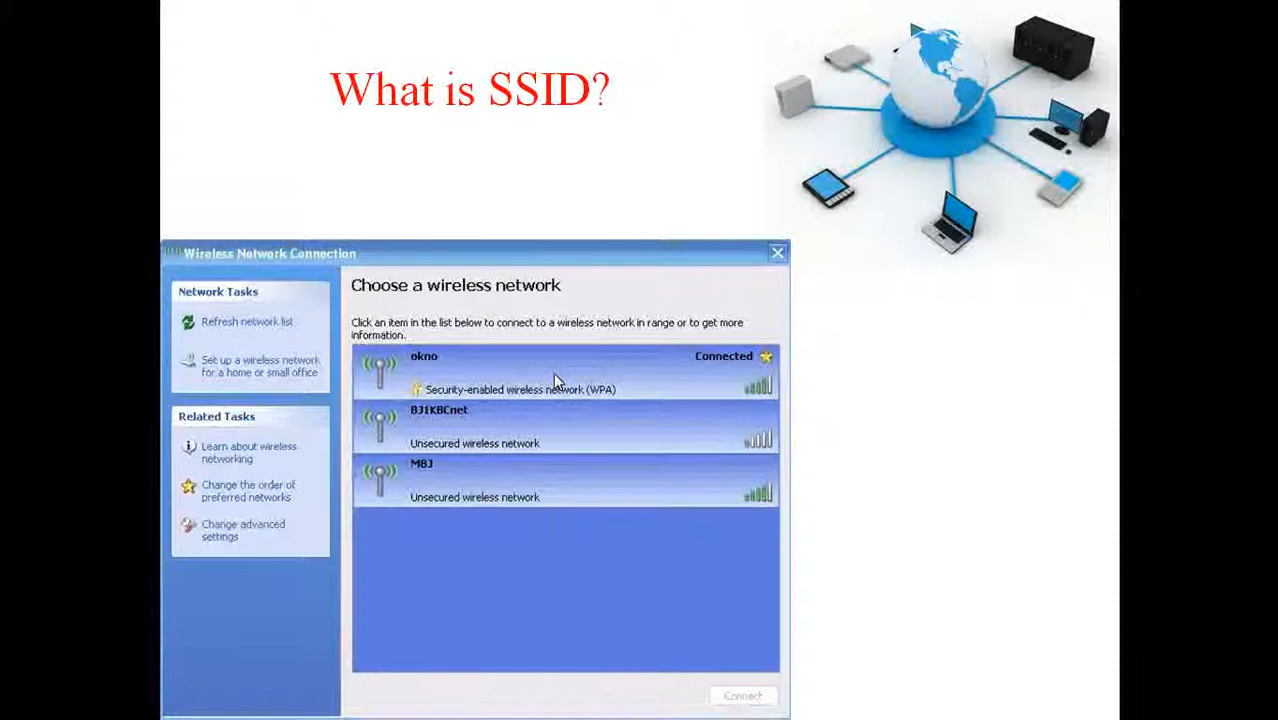 What is SSID?
Wireless Network Connection
Network Tasks
Refresh network list
Set up a wireless network
for a home or small office
Related Tasks
Learn about wireless
networking
Change the order of
preferred networks
Change advanced
settings
Choose a wireless network
Click an item in the list below to connect to a wireless network in range or to get more
information.
okno
Connected
Security-enabled wireless network (WPA)
BJ1KBCnet
Unsecured wireless network
MBJ
Unsecured wireless network
Connect